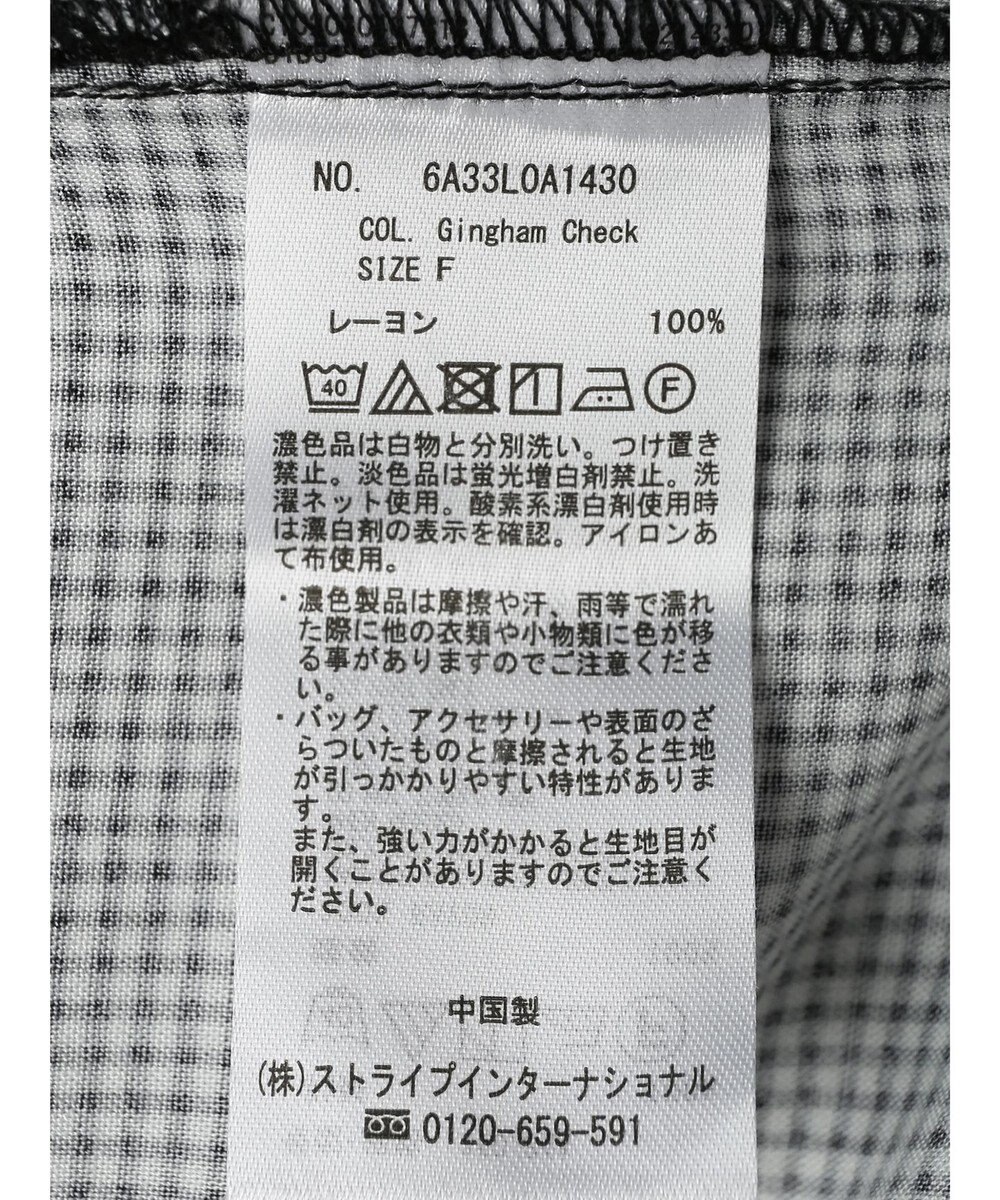 NO. 6A33L0A1430
COL. Gingham Check
SIZE F
レーヨン 100%
40 F
濃色品は白物と分別洗い。つけ置き
禁止。淡色品は蛍光増白剤禁止。洗
濯ネット使用。酸素系漂白剤使用時
は漂白剤の表示を確認。アイロンあ
て布使用。
・濃色製品は摩擦や汗、雨等で濡れ
た際に他の衣類や小物類に色が移
る事がありますのでご注意くださ
い。
・バッグ、アクセサリーや表面のざ
らついたものと摩擦されると生地
が引っかかりやすい特性がありま
す。
また、強い力がかかると生地目が
開くことがありますのでご注意く
ださい。
中国製
(株)ストライプインターナショナル
0120-659-591